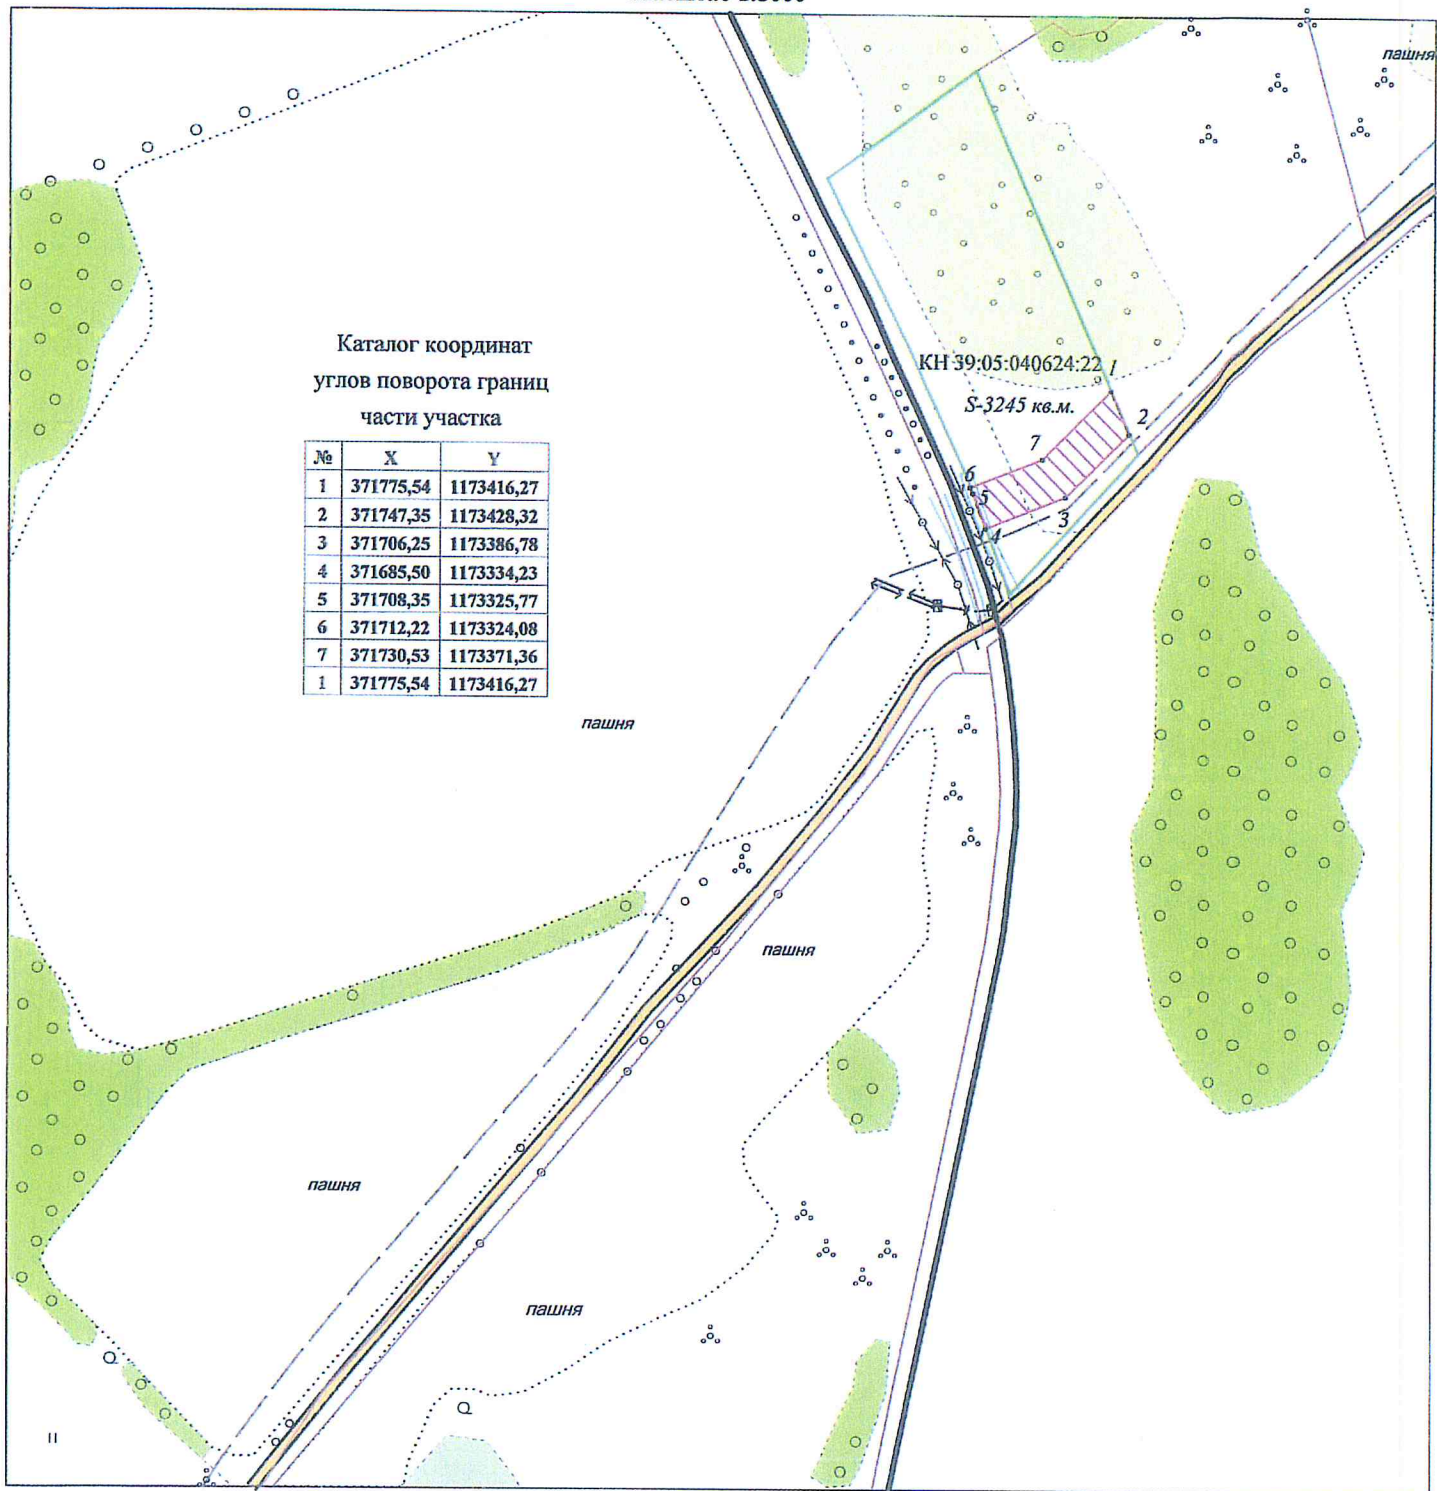 пашня
Каталог координат
углов поворота границ
части участка
№ X Y
1 371775,54 1173416,27
2 371747,35 1173428,32
3 371706,25 1173386,78
4 371685,50 1173334,23
5 371708,35 1173325,77
6 371712,22 1173324,08
7 371730,53 1173371,36
1 371775,54 1173416,27
КН 39:05:040624:22
S-3245 кв.м.
1
2
7
6
5
3
4
пашня
пашня
пашня
пашня